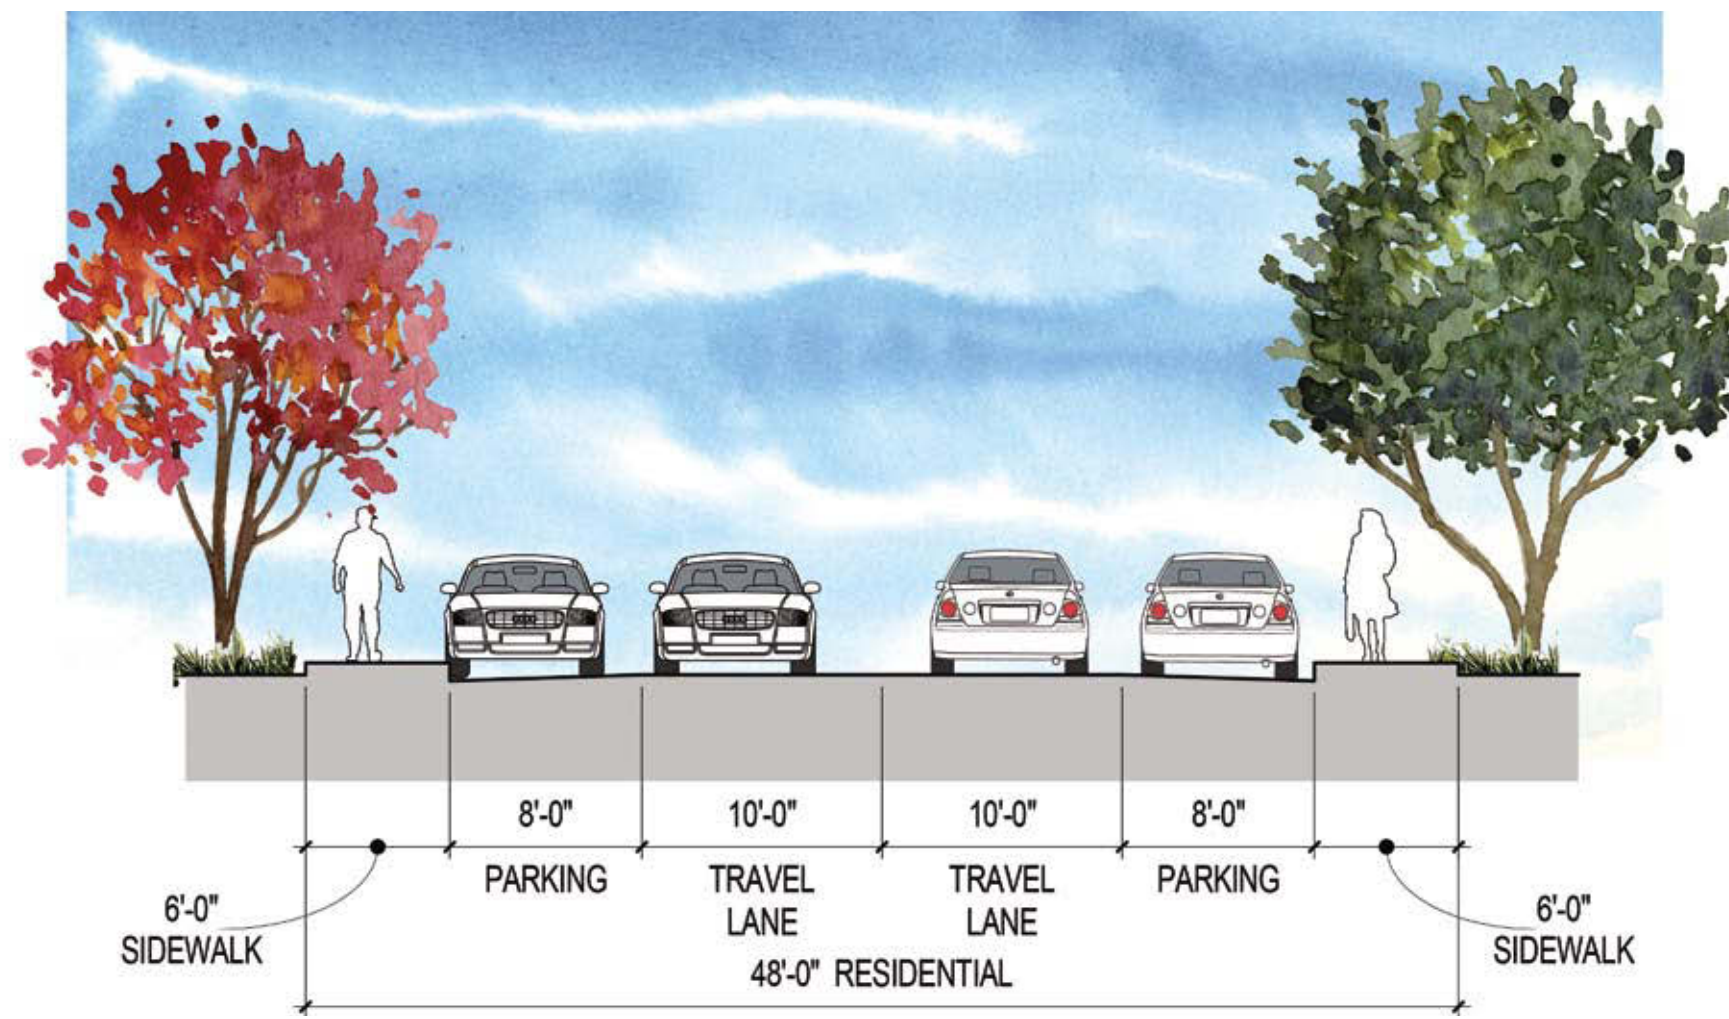 8'-0" 10'-0" 10'-0" 8'-0"
PARKING TRAVEL LANE TRAVEL LANE PARKING
6'-0"
SIDEWALK
6'-0"
SIDEWALK
48'-0" RESIDENTIAL